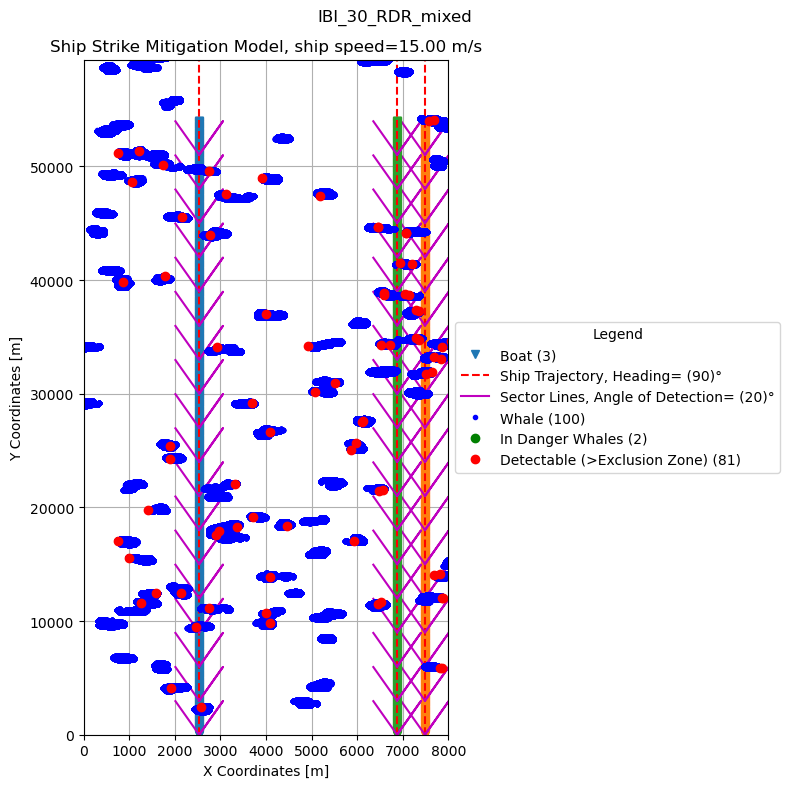 IBI_30_RDR_mixed
Ship Strike Mitigation Model, ship speed=15.00 m/s
Y Coordinates [m]
50000
40000
30000
20000
10000
0
0 1000 2000 3000 4000 5000 6000 7000 8000
X Coordinates [m]
Legend
Boat (3)
Ship Trajectory, Heading= (90)°
Sector Lines, Angle of Detection= (20)°
Whale (100)
In Danger Whales (2)
Detectable (>Exclusion Zone) (81)